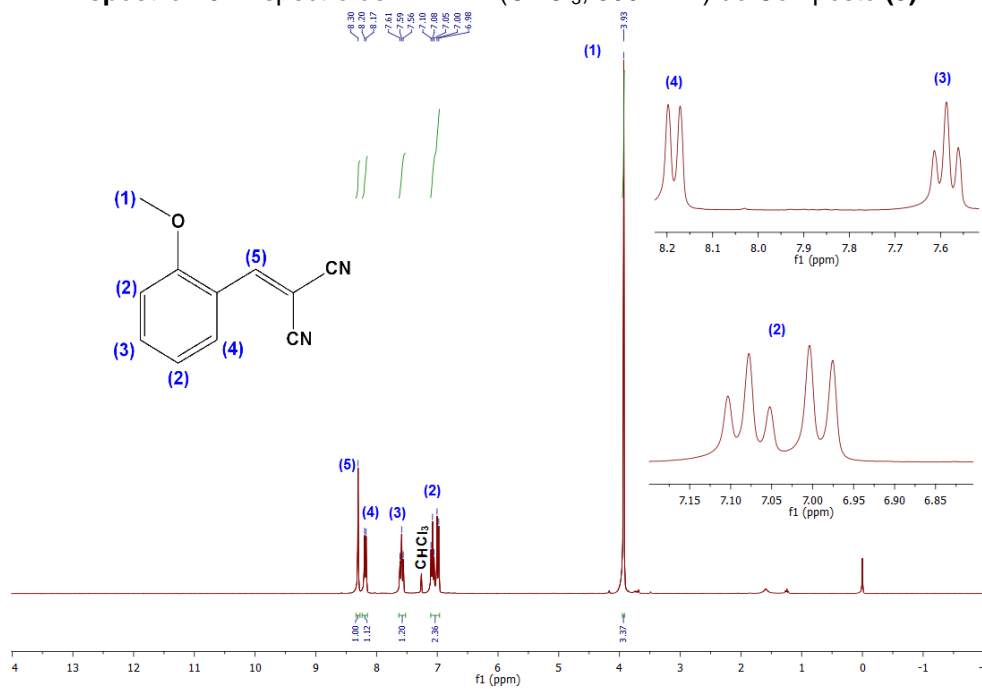 do Composto
8.30
8.20
8.17
7.61
7.59
7.56
7.10
7.08
7.05
7.00
6.98
3.93
(1)
(4)
(3)
8.2 8.1 8.0 7.9 7.8 7.7 7.6
f1 (ppm)
(1)
O
(5)
CN
(2)
CN
(3)
(4)
(2)
(2)
7.15 7.10 7.05 7.00 6.95 6.90 6.85
f1 (ppm)
(5)
(4)
(3)
CHCl3
(2)
1.00
1.12
1.20
2.36
3.37
4 13 12 11 10 9 8 7 6 5 4 3 2 1 0 -1
f1 (ppm)